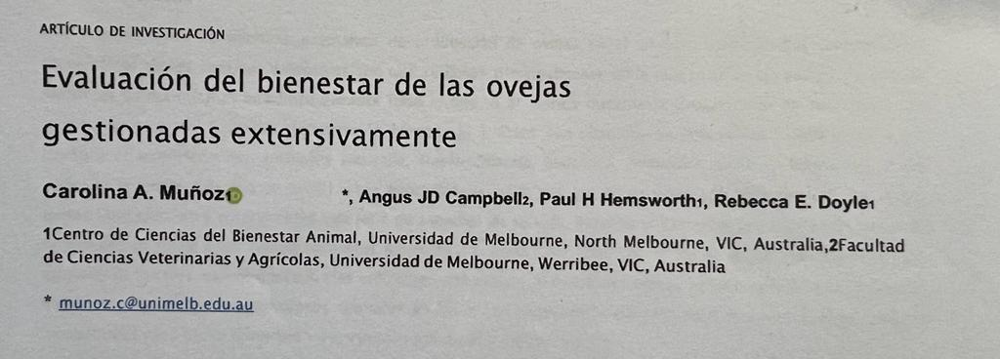 ARTÍCULO DE INVESTIGACIÓN
Evaluación del bienestar de las ovejas
gestionadas extensivamente
Carolina A. Muñoz1 *, Angus JD Campbell2, Paul H Hemsworth1, Rebecca E. Doyle1
1Centro de Ciencias del Bienestar Animal, Universidad de Melbourne, North Melbourne, VIC, Australia,2Facultad
de Ciencias Veterinarias y Agrícolas, Universidad de Melbourne, Werribee, VIC, Australia
* munoz.c@unimelb.edu.au